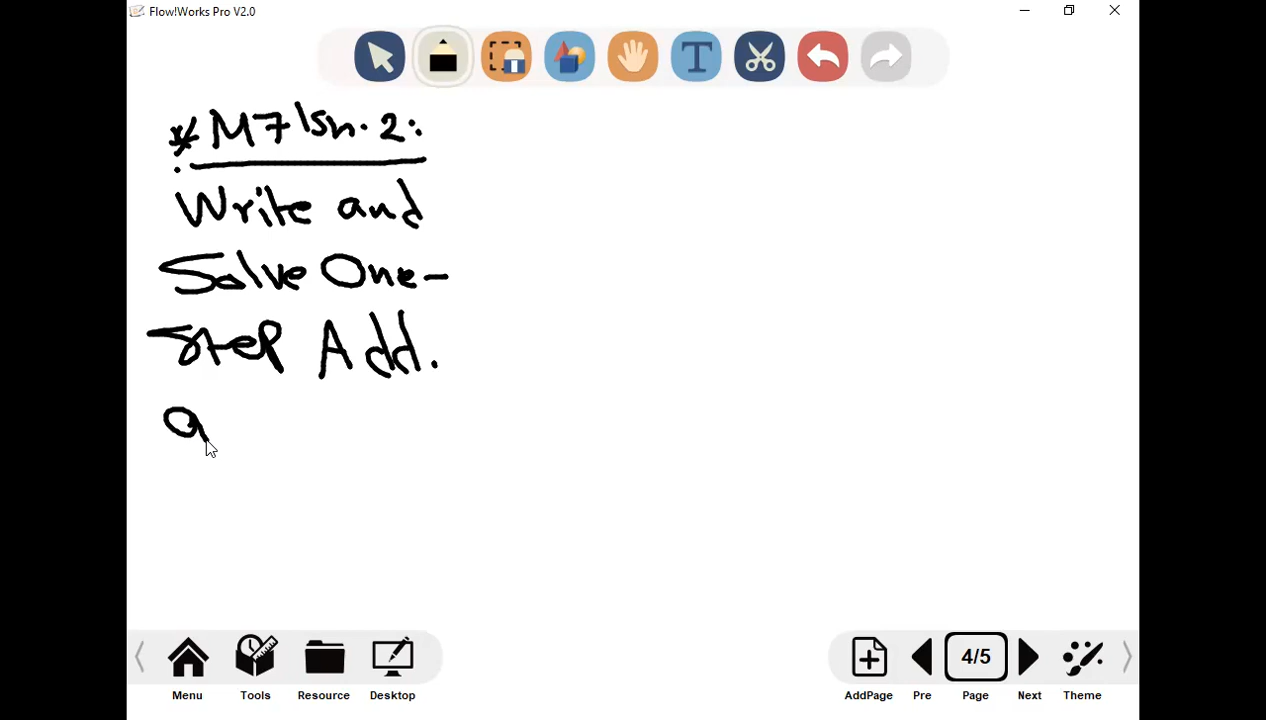 Flow!Works Pro V2.0
* M7 lsn. 2:
Write and
Solve One-
Step Add.
a
Menu Tools Resource Desktop
4/5
AddPage Pre Page Next Theme